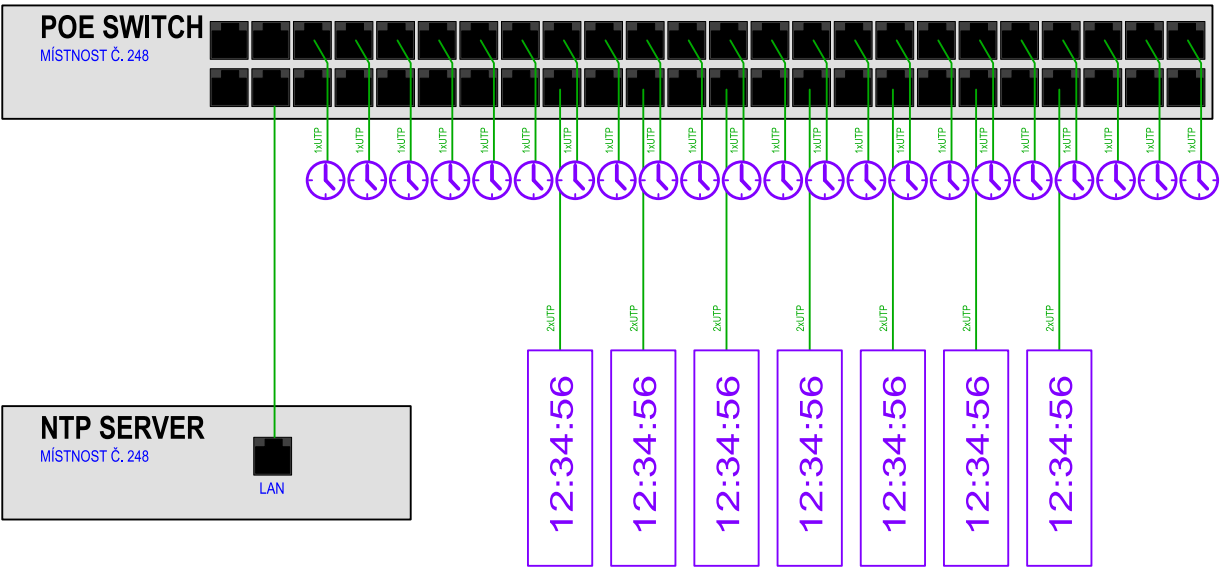 POE SWITCH
MÍSTNOST Č. 248
1xUTP 1xUTP 1xUTP 1xUTP 1xUTP 1xUTP 1xUTP 1xUTP 1xUTP 1xUTP 1xUTP 1xUTP 1xUTP 1xUTP 1xUTP 1xUTP 1xUTP 1xUTP 1xUTP 1xUTP 1xUTP 1xUTP
2xUTP 2xUTP 2xUTP 2xUTP 2xUTP 2xUTP 2xUTP
12:34:56 12:34:56 12:34:56 12:34:56 12:34:56 12:34:56 12:34:56
NTP SERVER
MÍSTNOST Č. 248
LAN